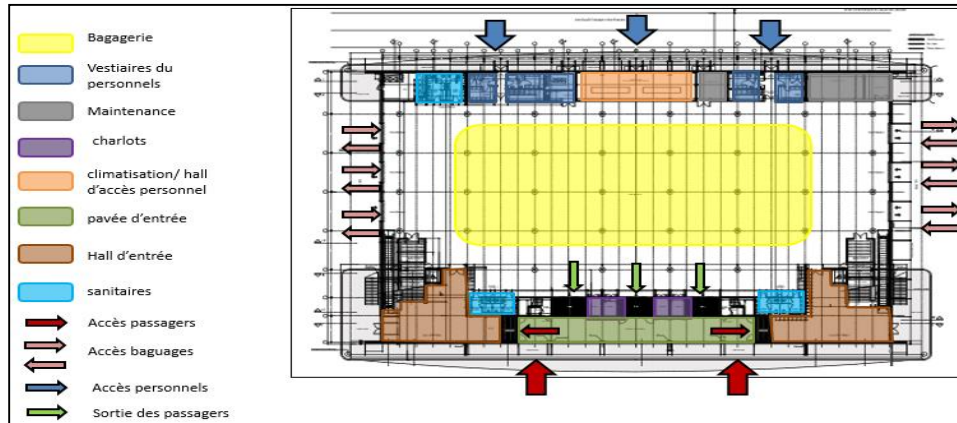 Bagagerie
Vestiaires du
personnels
Maintenance
charlots
climatisation/ hall
d'accès personnel
pavée d'entrée
Hall d'entrée
sanitaires
Accès passagers
Accès baguages
Accès personnels
Sortie des passagers